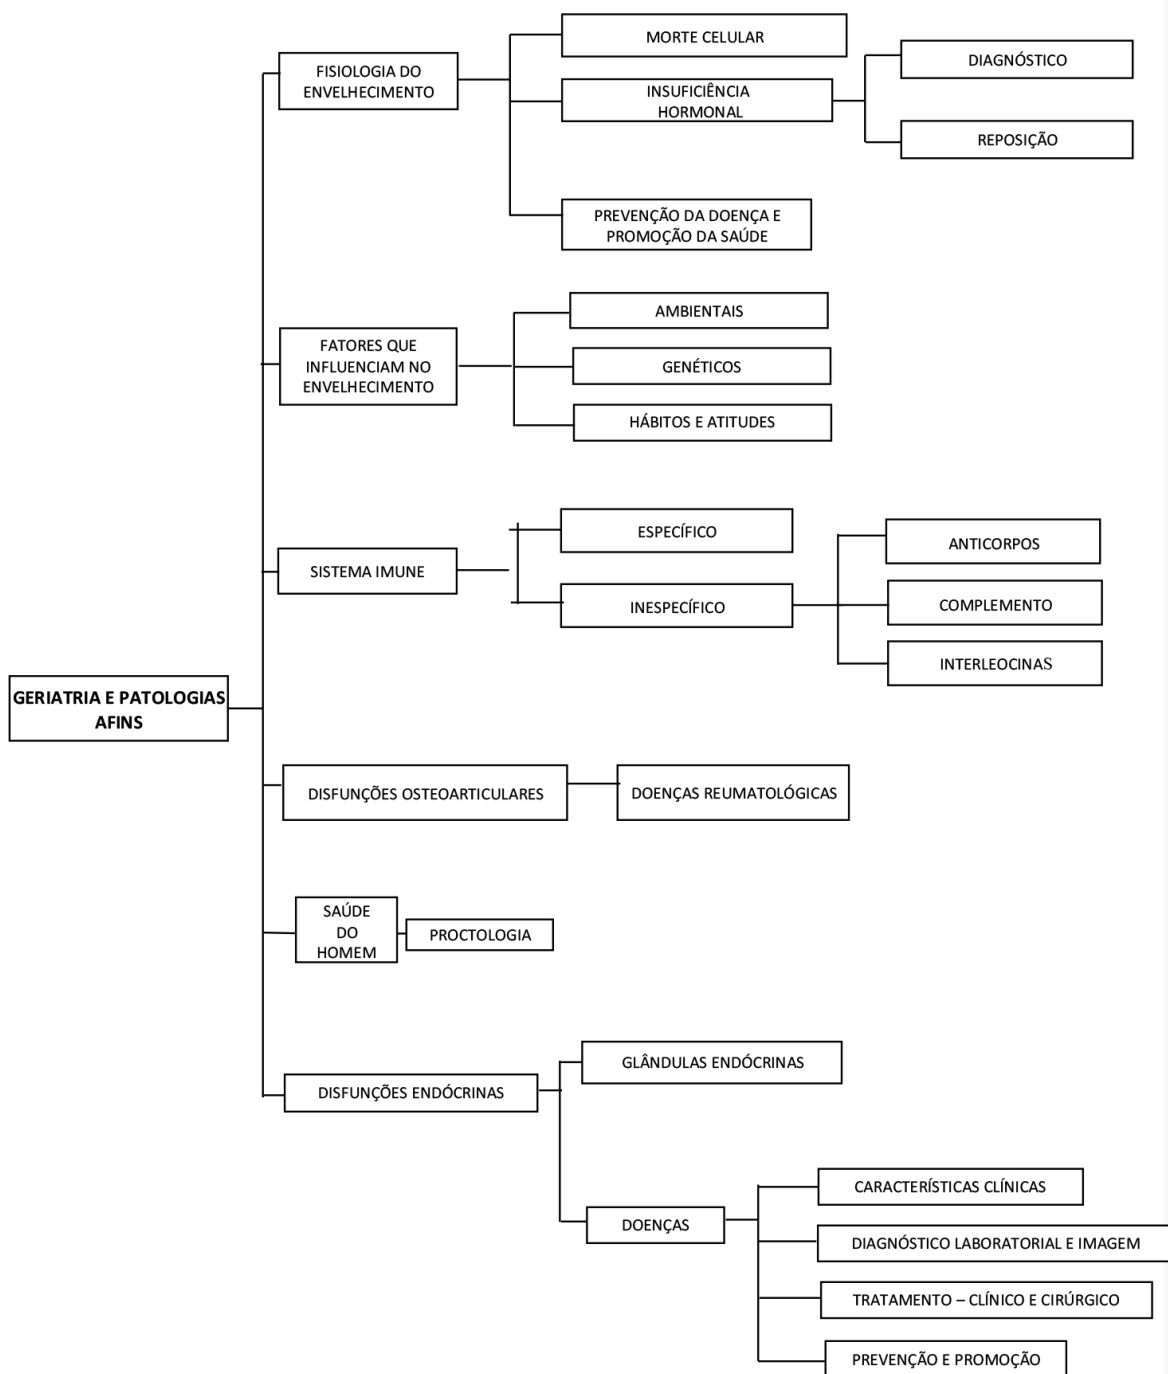 MORTE CELULAR
DIAGNÓSTICO
FISIOLOGIA DO
ENVELHECIMENTO
INSUFICIÊNCIA
HORMONAL
REPOSIÇÃO
PREVENÇÃO DA DOENÇA E
PROMOÇÃO DA SAÚDE
AMBIENTAIS
FATORES QUE
INFLUENCIAM NO
ENVELHECIMENTO
GENÉTICOS
HÁBITOS E ATITUDES
ESPECÍFICO
ANTICORPOS
SISTEMA IMUNE
INESPECÍFICO
COMPLEMENTO
INTERLEOCINAS
GERIATRIA E PATOLOGIAS
AFINS
DISFUNÇÕES OSTEOARTICULARES
DOENÇAS REUMATOLÓGICAS
SAÚDE
DO
HOMEM
PROCTOLOGIA
GLÂNDULAS ENDÓCRINAS
DISFUNÇÕES ENDÓCRINAS
CARACTERÍSTICAS CLÍNICAS
DOENÇAS
DIAGNÓSTICO LABORATORIAL E IMAGEM
TRATAMENTO – CLÍNICO E CIRÚRGICO
PREVENÇÃO E PROMOÇÃO